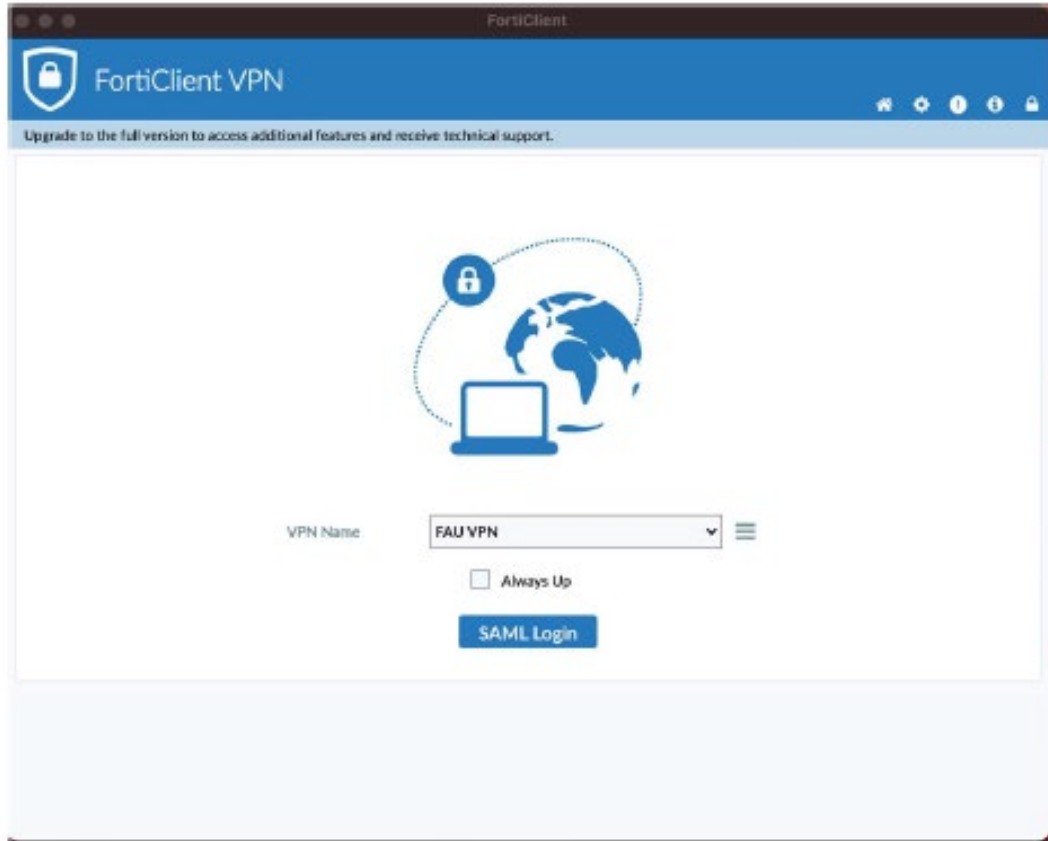 FortiClient
FortiClient VPN
Upgrade to the full version to access additional features and receive technical support.
VPN Name
FAU VPN
Always Up
SAML Login